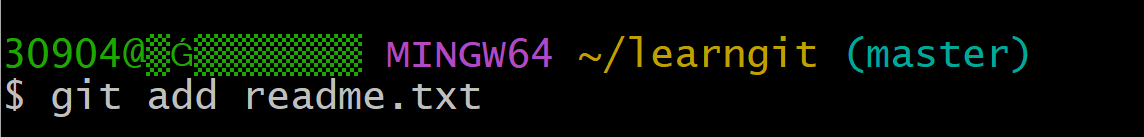 30904@▒Ǵ▒▒▒▒▒▒▒ MINGW64 ~/learngit (master)
$ git add readme.txt